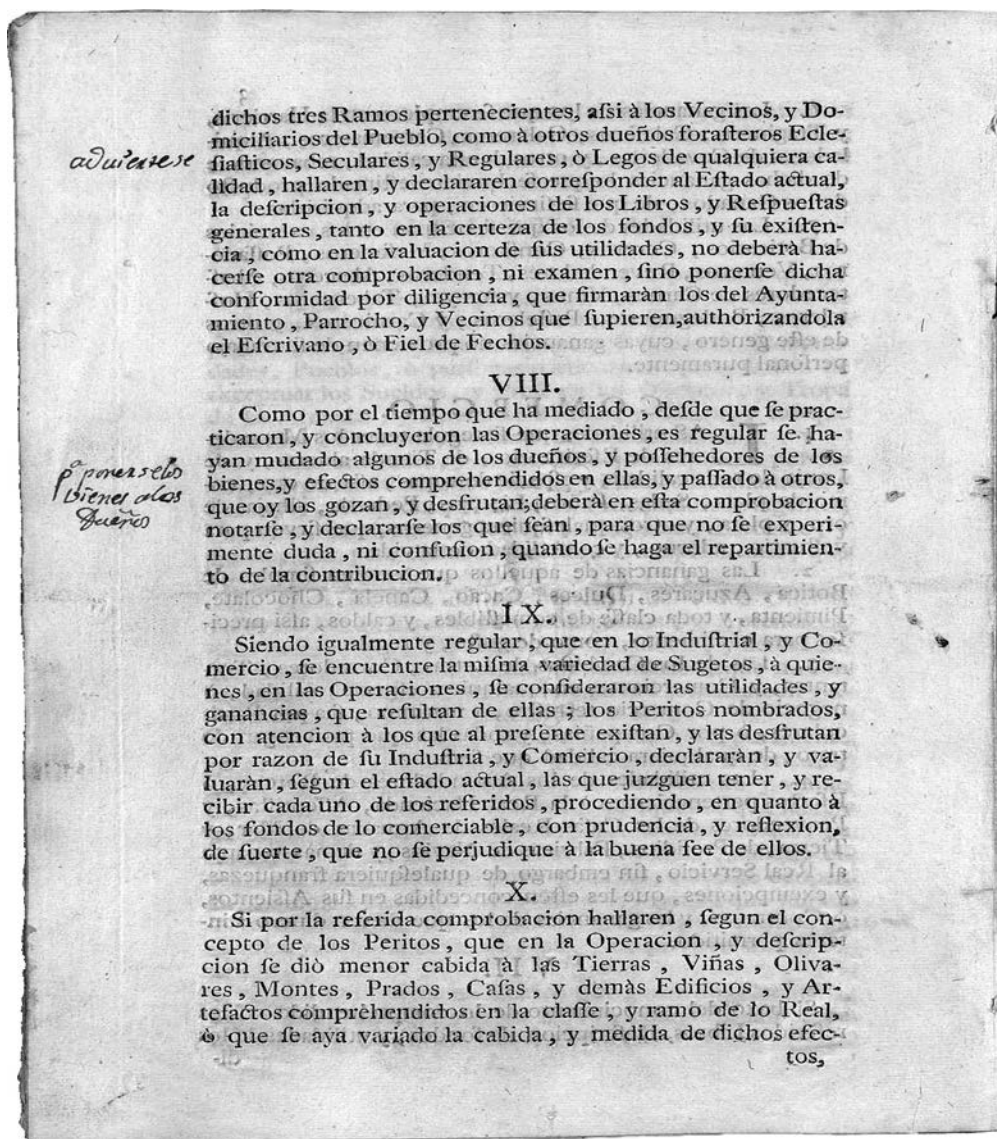 dichos tres Ramos pertenecientes, aſsi à los Vecinos, y Do-
miciliarios del Pueblo, como à otros dueños foraſteros Ecle-
ſiaſticos, Seculares, y Regulares, ò Legos de qualquiera ca-
lidad, hallaren, y declararen correſponder al Eſtado actual,
la deſcripcion, y operaciones de los Libros, y Reſpueſtas
generales, tanto en la certeza de los fondos, y ſu exiſten-
cia, como en la valuacion de ſus utilidades, no deberà ha-
cerſe otra comprobacion, ni examen, ſino ponerſe dicha
conformidad por diligencia, que firmaràn los del Ayunta-
miento, Parrocho, y Vecinos que ſupieren, authorizandola
el Eſcrivano, ò Fiel de Fechos.
VIII.
Como por el tiempo que ha mediado, deſde que ſe prac-
ticaron, y concluyeron las Operaciones, es regular ſe ha-
yan mudado algunos de los dueños, y poſſehedores de los
bienes, y efectos comprehendidos en ellas, y paſſado à otros,
que oy los gozan, y desfrutan; deberà en eſta comprobacion
notarſe, y declararſe los que ſean, para que no ſe experi-
mente duda, ni confuſion, quando ſe haga el repartimien-
to de la contribucion.
IX.
Siendo igualmente regular, que en lo Induſtrial, y Co-
mercio, ſe encuentre la miſma variedad de Sugetos, à quie-
nes, en las Operaciones, ſe conſideraron las utilidades, y
ganancias, que reſultan de ellas; los Peritos nombrados,
con atencion à los que al preſente exiſtan, y las desfrutan
por razon de ſu Induſtria, y Comercio, declararàn, y va-
luaràn, ſegun el eſtado actual, las que juzguen tener, y re-
cibir cada uno de los referidos, procediendo, en quanto à
los fondos de lo comerciable, con prudencia, y reflexion,
de ſuerte, que no ſe perjudique à la buena fee de ellos.
X.
Si por la referida comprobacion hallaren, ſegun el con-
cepto de los Peritos, que en la Operacion, y deſcrip-
cion ſe diò menor cabida à las Tierras, Viñas, Oliva-
res, Montes, Prados, Caſas, y demàs Edificios, y Ar-
tefactos comprehendidos en la claſſe, y ramo de lo Real,
ò que ſe aya variado la cabida, y medida de dichos efec-
tos,
aduiertese
pª ponerselos
bienes alos
Dueños